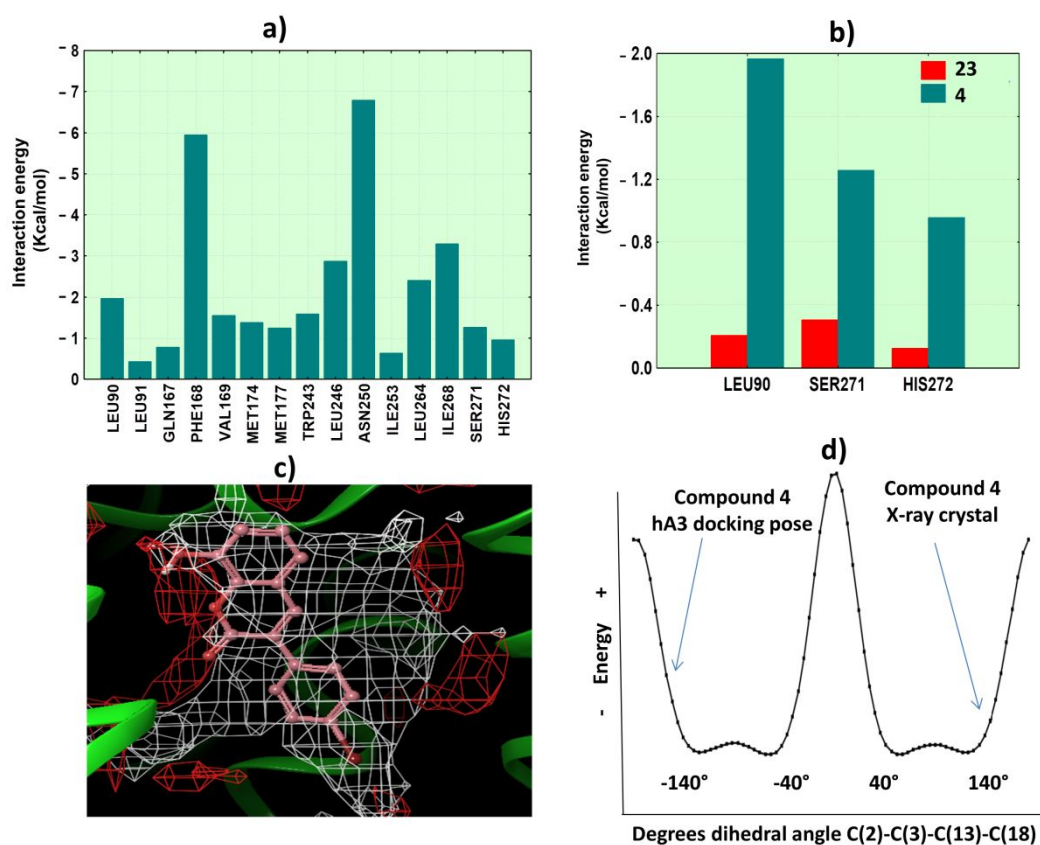 a)
Interaction energy
(Kcal/mol)
- 8
- 7
- 6
- 5
- 4
- 3
- 2
- 1
0
LEU90
LEU91
GLN167
PHE168
VAL169
MET174
MET177
TRP243
LEU246
ASN250
ILE253
LEU264
ILE268
SER271
HIS272
b)
Interaction energy
(Kcal/mol)
- 2.0
- 1.6
- 1.2
- 0.8
- 0.4
0.0
23
4
LEU90 SER271 HIS272
c)
d)
Compound 4
hA3 docking pose
Compound 4
X-ray crystal
- Energy +
-140° -40° 40° 140°
Degrees dihedral angle C(2)-C(3)-C(13)-C(18)